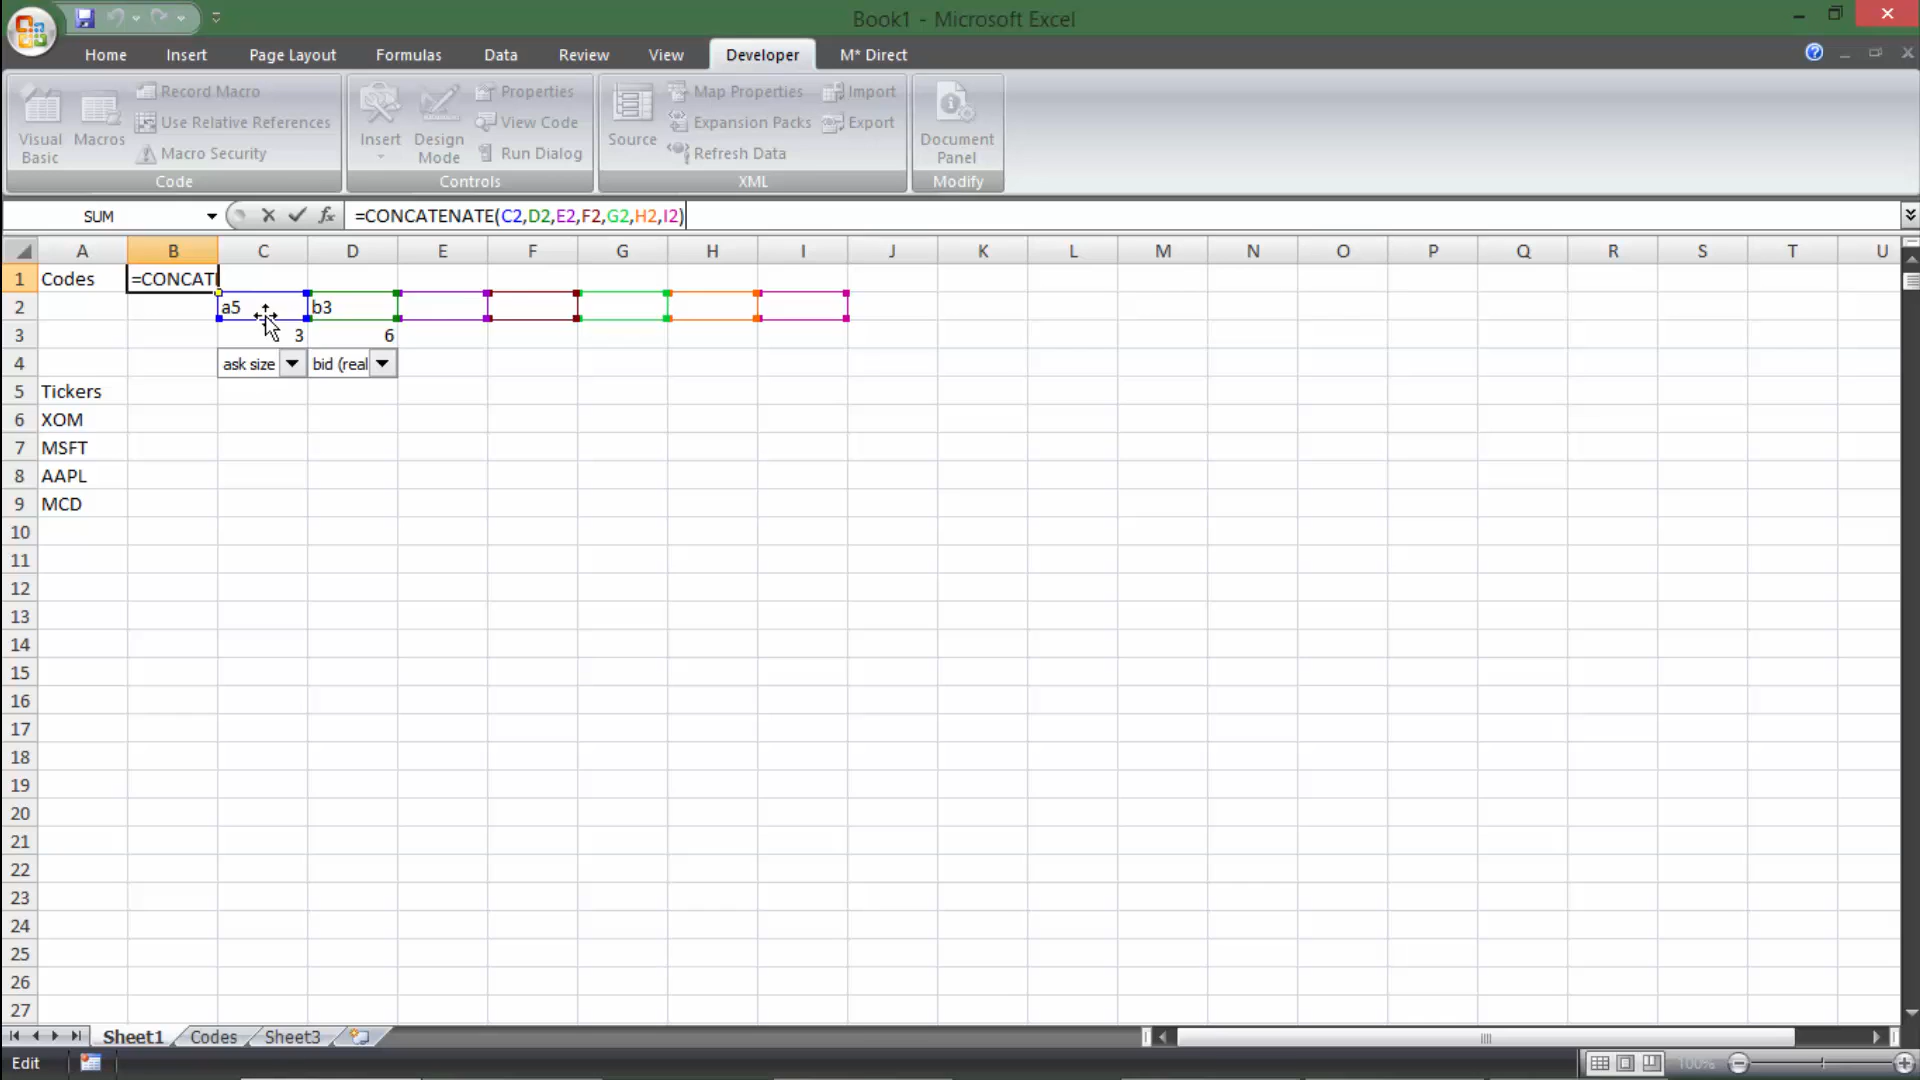 Book1 - Microsoft Excel
Home Insert Page Layout Formulas Data Review View Developer M* Direct
Visual Basic
Macros
Record Macro
Use Relative References
Macro Security
Code
Insert
Design Mode
Properties
View Code
Run Dialog
Controls
Source
Map Properties
Expansion Packs
Refresh Data
Import
Export
XML
Document Panel
Modify
SUM
fx
=CONCATENATE(C2,D2,E2,F2,G2,H2,I2)
A B C D E F G H I J K L M N O P Q R S T U
1 Codes =CONCAT
2 a5 b3
3 3 6
4 ask size bid (real
5 Tickers
6 XOM
7 MSFT
8 AAPL
9 MCD
10
11
12
13
14
15
16
17
18
19
20
21
22
23
24
25
26
27
Sheet1 Codes Sheet3
Edit
100%